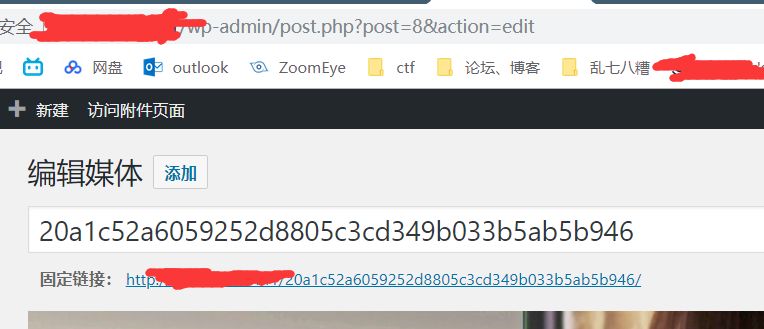 安全
/wp-admin/post.php?post=8&action=edit
网盘 outlook ZoomEye ctf 论坛、博客 乱七八糟
新建 访问附件页面
编辑媒体 添加
20a1c52a6059252d8805c3cd349b033b5ab5b946
固定链接： http: /20a1c52a6059252d8805c3cd349b033b5ab5b946/